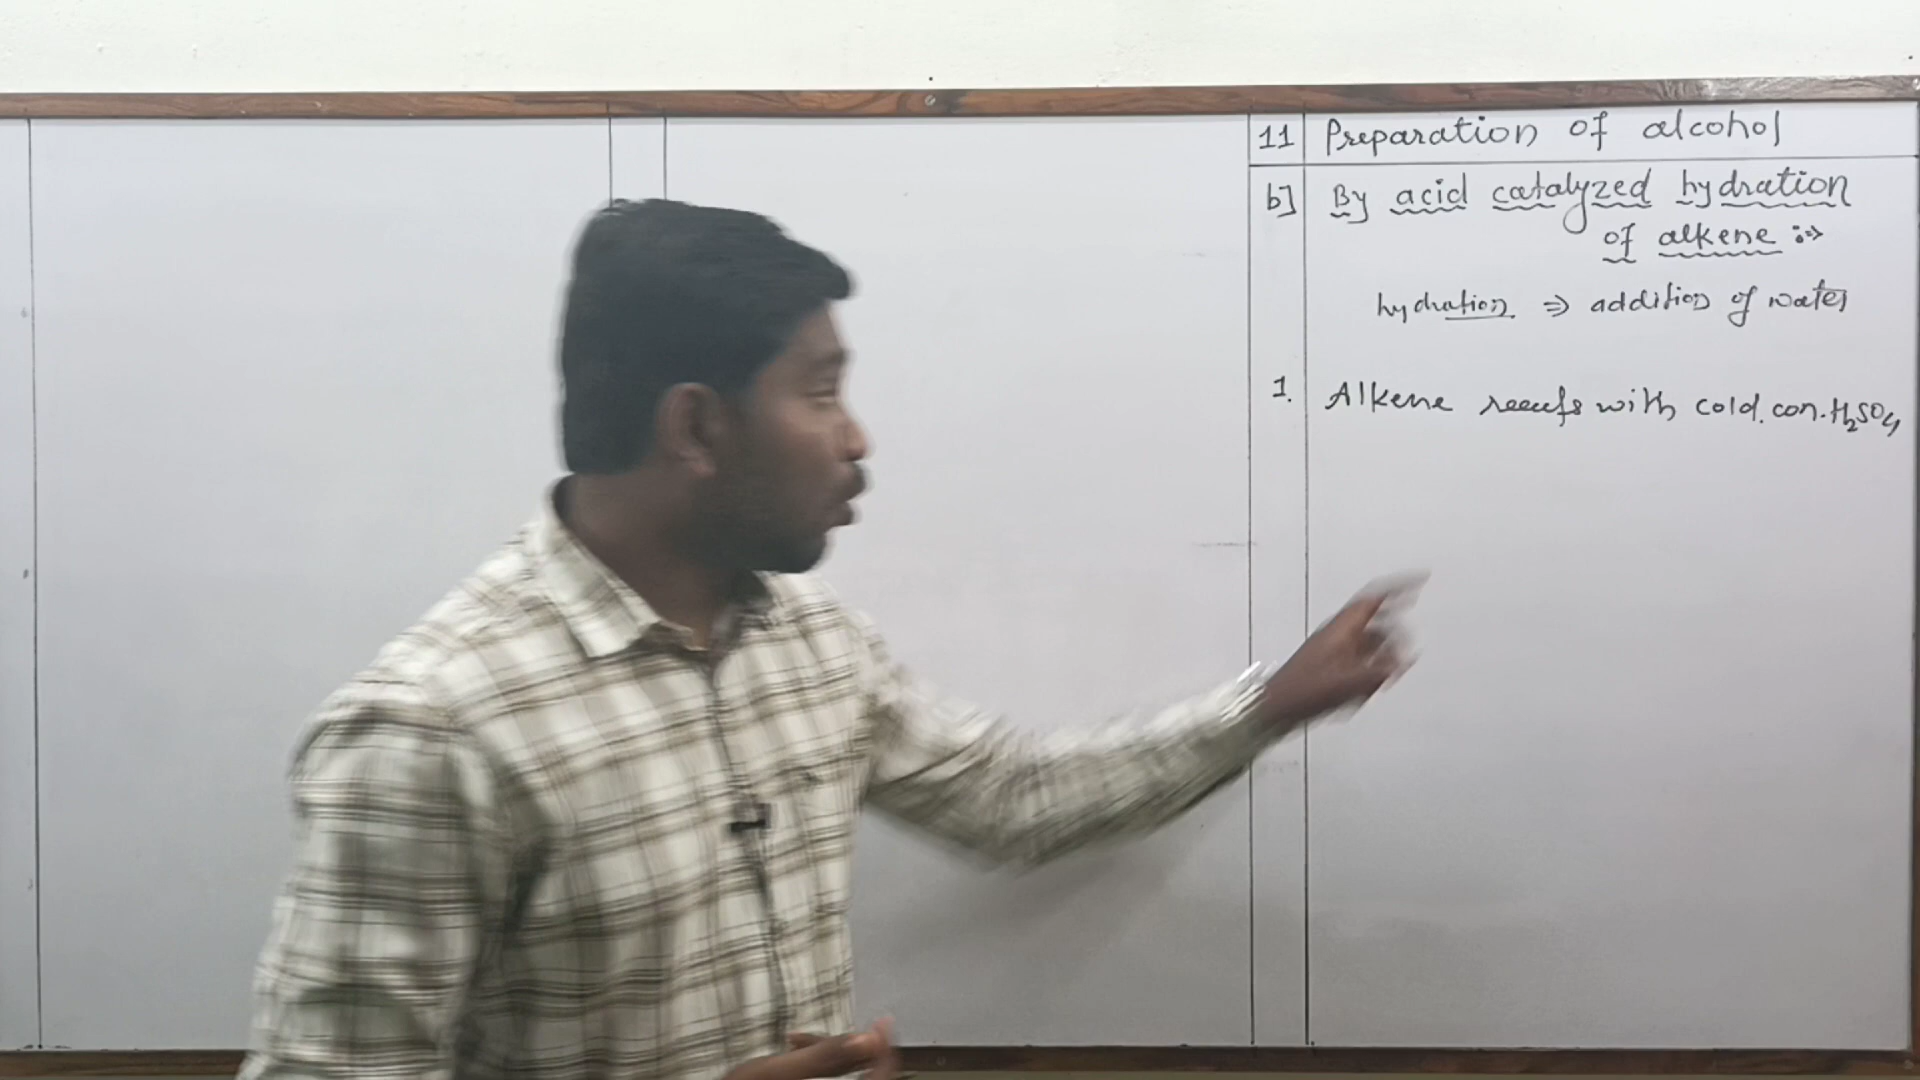 11 Preparation of alcohol
b] By acid catalyzed hydration
of alkene :⇒
hydration ⇒ addition of water
1. Alkene reacts with cold. con. H₂SO₄